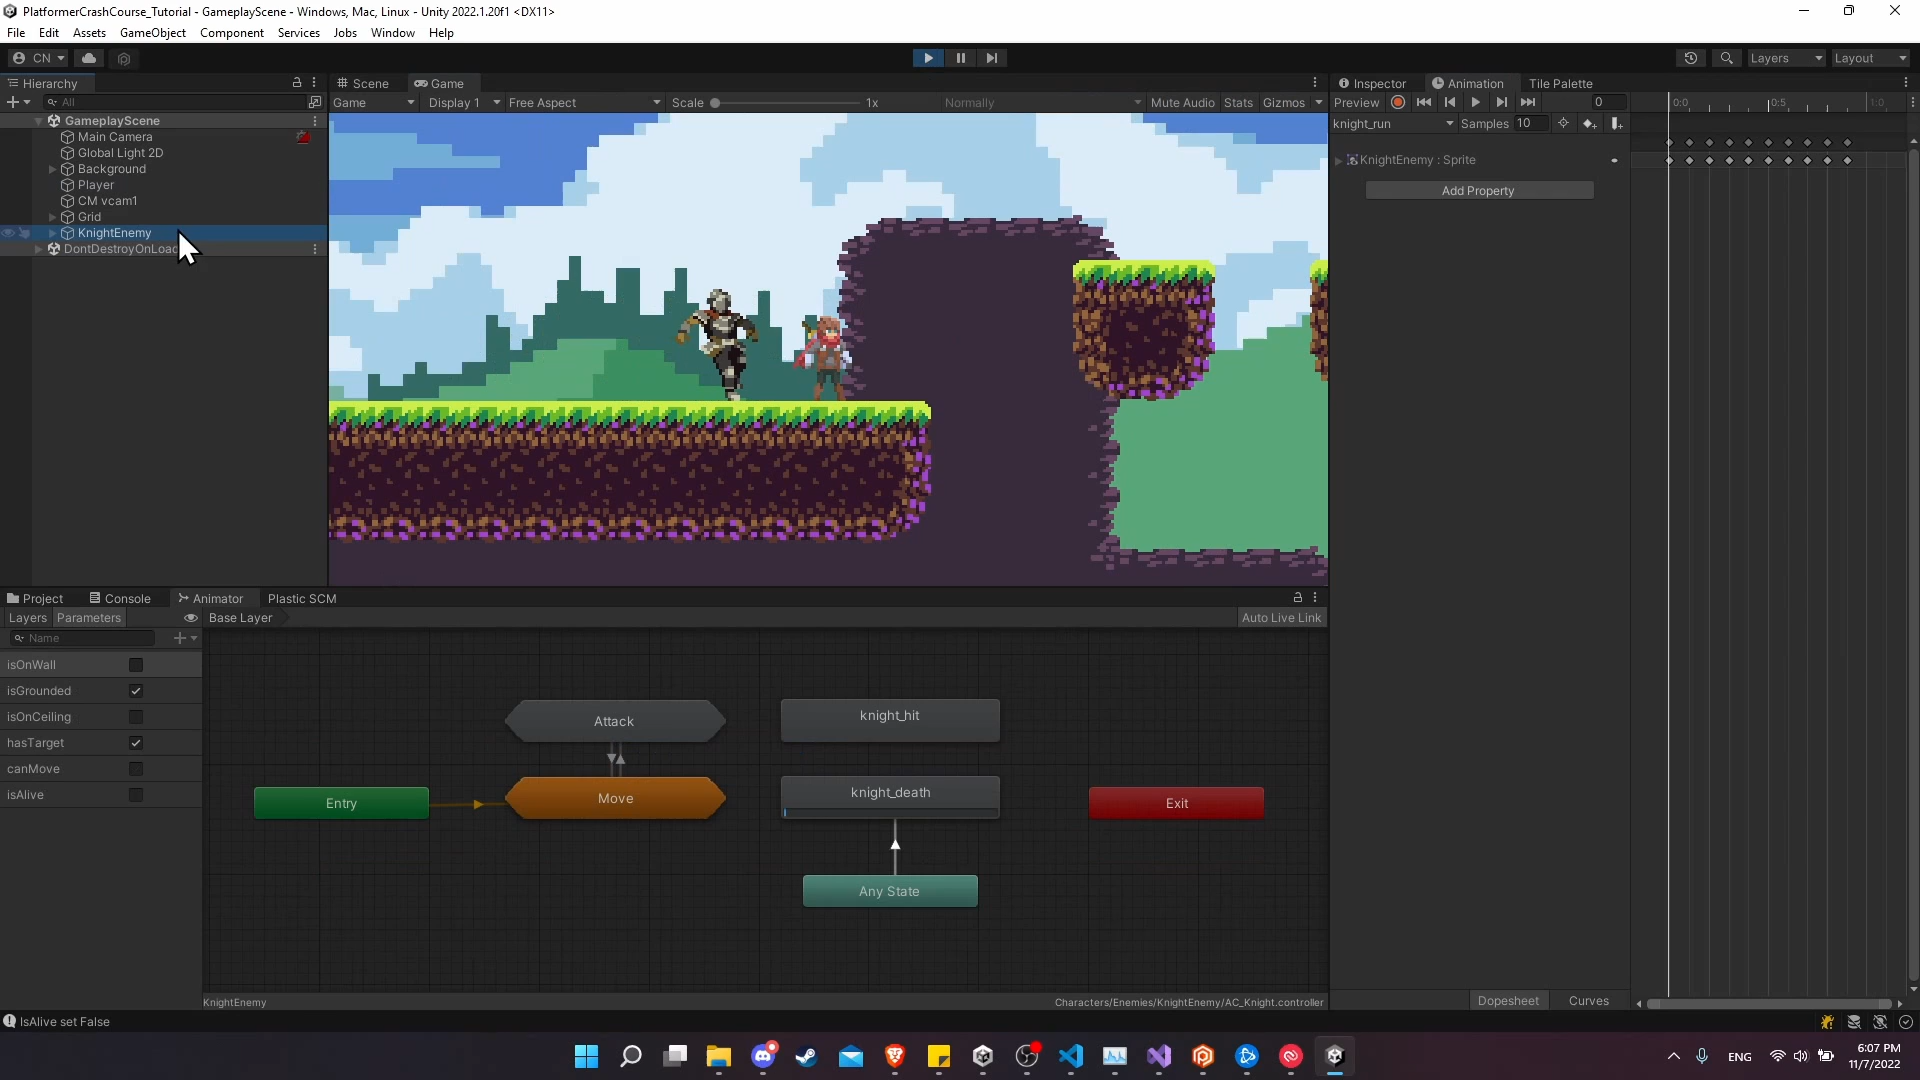 PlatformerCrashCourse_Tutorial - GameplayScene - Windows, Mac, Linux - Unity 2022.1.20f1 <DX11>
File Edit Assets GameObject Component Services Jobs Window Help
CN Layers Layout
Hierarchy Scene Game Inspector Animation Tile Palette
All Game Display 1 Free Aspect Scale 1x Normally Mute Audio Stats Gizmos Preview 0 0:0 0:5 1:0
GameplayScene knight_run Samples 10
Main Camera
Global Light 2D
Background KnightEnemy : Sprite
Player Add Property
CM vcam1
Grid
KnightEnemy
DontDestroyOnLoad
Project Console Animator Plastic SCM
Layers Parameters Base Layer Auto Live Link
Name
isOnWall
isGrounded
isOnCeiling
hasTarget
canMove
isAlive
Attack knight_hit
Entry Move knight_death Exit
Any State
KnightEnemy Characters/Enemies/KnightEnemy/AC_Knight.controller Dopesheet Curves
IsAlive set False
ENG 6:07 PM
11/7/2022